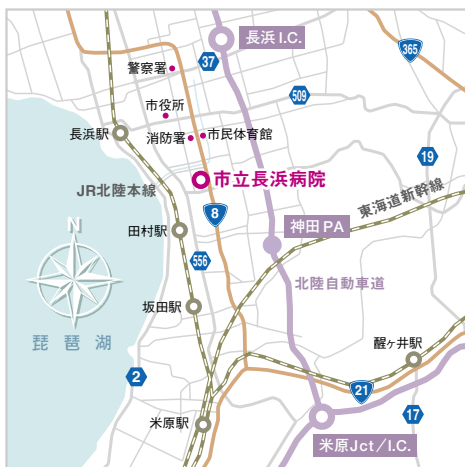 長浜 I.C.
365
警察署
37
市役所
509
長浜駅
消防署
市民体育館
19
市立長浜病院
JR北陸本線
東海道新幹線
8
N
田村駅
神田 PA
556
北陸自動車道
坂田駅
琵琶湖
醒ヶ井駅
2
21
17
米原駅
米原Jct/I.C.